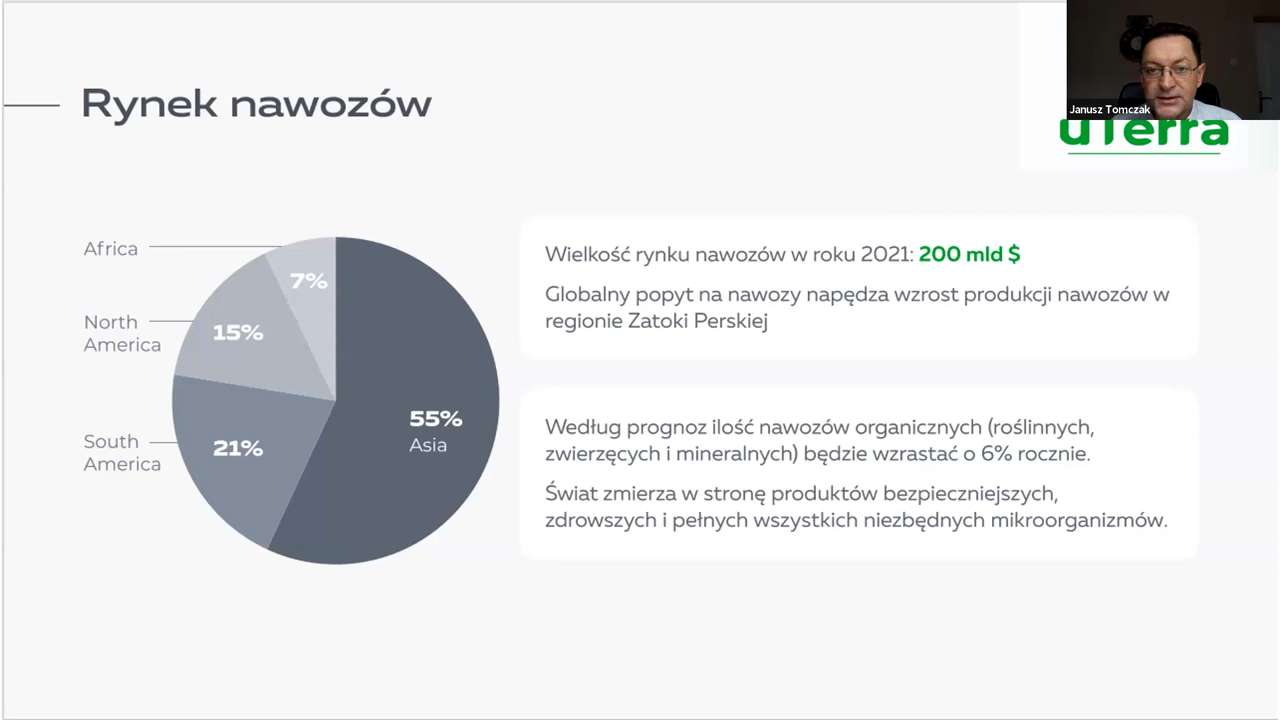 Janusz Tomczak
uTerra
Rynek nawozów
Africa
7%
North
America
15%
South
America
21%
55%
Asia
Wielkość rynku nawozów w roku 2021: 200 mld $
Globalny popyt na nawozy napędza wzrost produkcji nawozów w
regionie Zatoki Perskiej
Według prognoz ilość nawozów organicznych (roślinnych,
zwierzęcych i mineralnych) będzie wzrastać o 6% rocznie.
Świat zmierza w stronę produktów bezpieczniejszych,
zdrowszych i pełnych wszystkich niezbędnych mikroorganizmów.